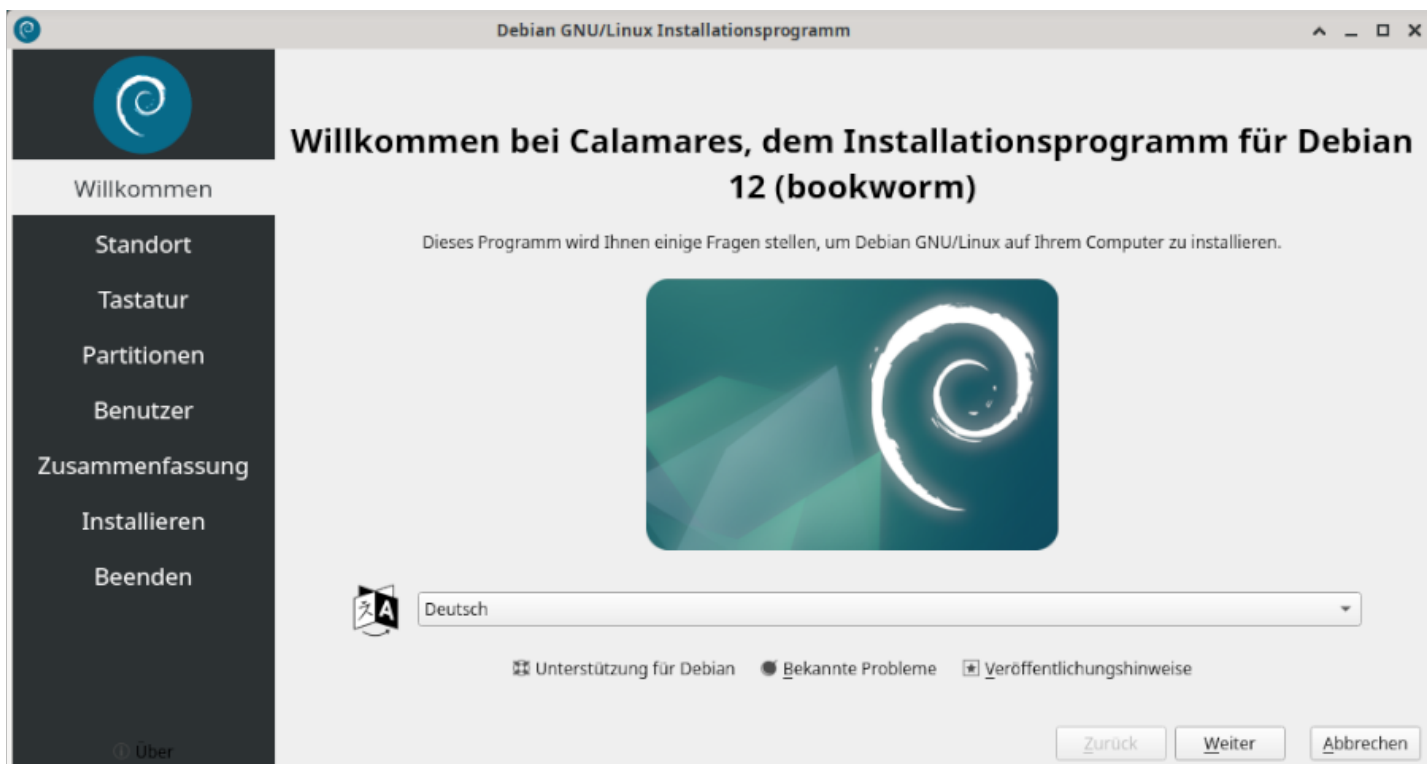 Debian GNU/Linux Installationsprogramm
Willkommen
Standort
Tastatur
Partitionen
Benutzer
Zusammenfassung
Installieren
Beenden
Über
Willkommen bei Calamares, dem Installationsprogramm für Debian
12 (bookworm)
Dieses Programm wird Ihnen einige Fragen stellen, um Debian GNU/Linux auf Ihrem Computer zu installieren.
Deutsch
Unterstützung für Debian Bekannte Probleme Veröffentlichungshinweise
Zurück Weiter Abbrechen